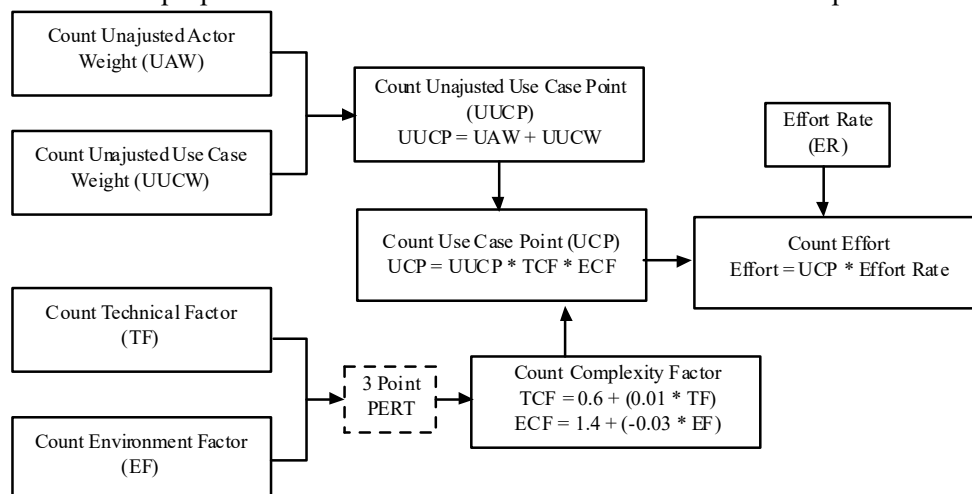 Count Unajusted Actor
Weight (UAW)
Count Unajusted Use Case
Weight (UUCW)
Count Unajusted Use Case Point
(UUCP)
UUCP = UAW + UUCW
Effort Rate
(ER)
Count Use Case Point (UCP)
UCP = UUCP * TCF * ECF
Count Effort
Effort = UCP * Effort Rate
Count Technical Factor
(TF)
Count Environment Factor
(EF)
3 Point
PERT
Count Complexity Factor
TCF = 0.6 + (0.01 * TF)
ECF = 1.4 + (-0.03 * EF)